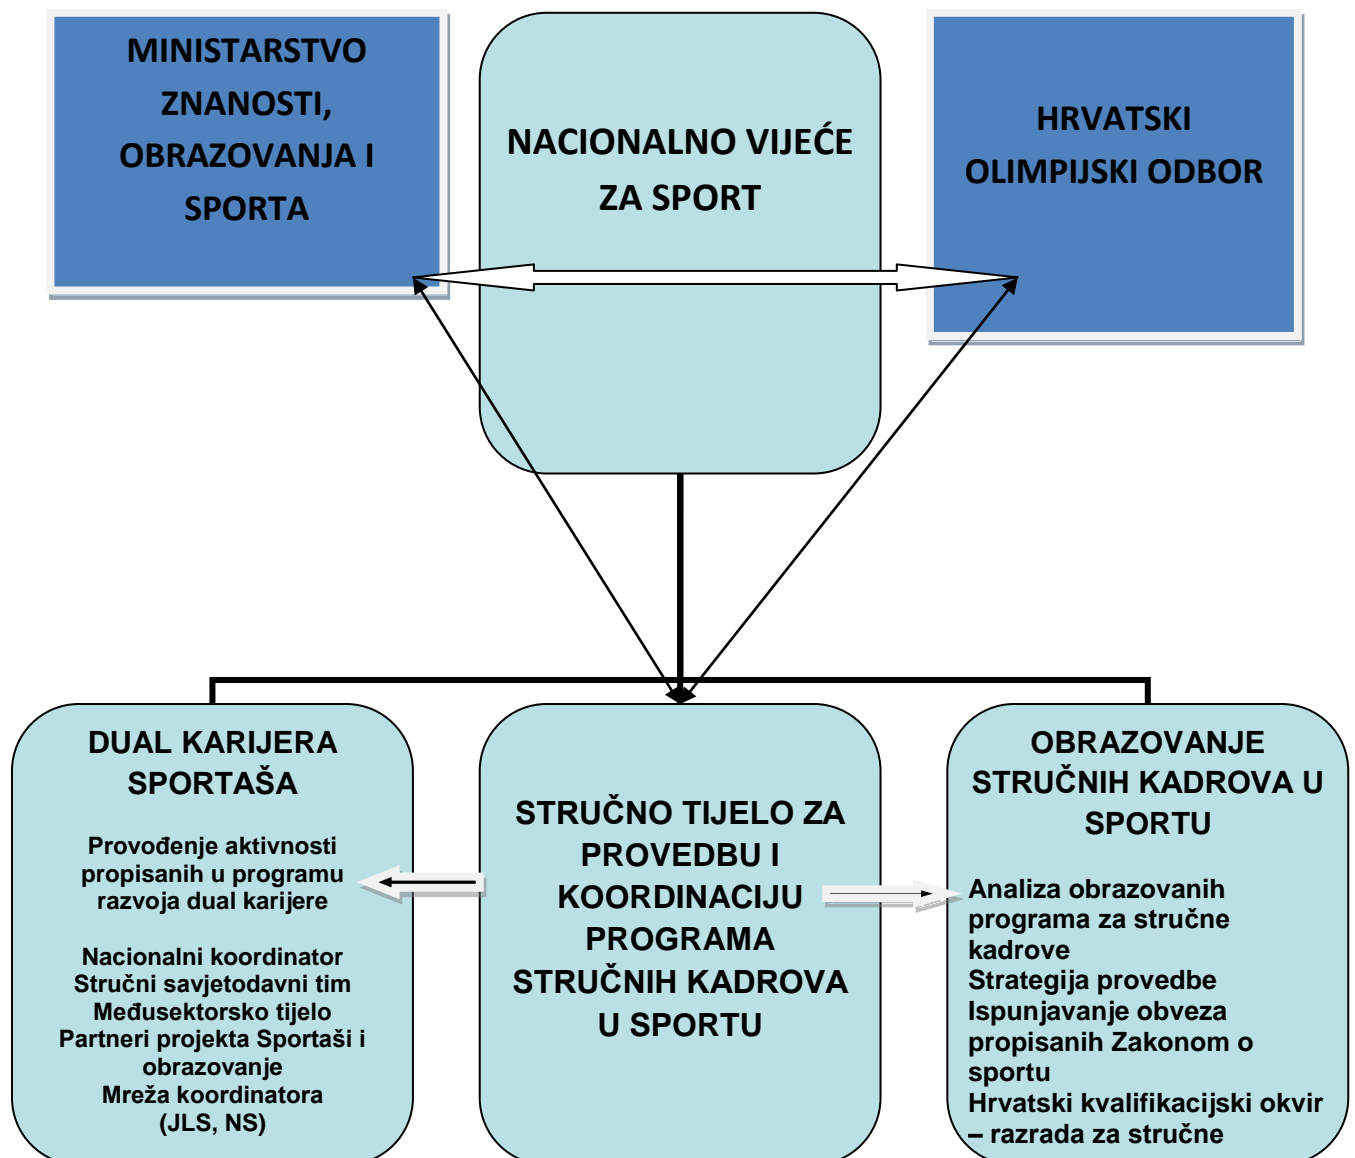 MINISTARSTVO
ZNANOSTI,
OBRAZOVANJA I
SPORTA
NACIONALNO VIJEĆE
ZA SPORT
HRVATSKI
OLIMPIJSKI ODBOR
DUAL KARIJERA
SPORTAŠA
Provođenje aktivnosti
propisanih u programu
razvoja dual karijere
Nacionalni koordinator
Stručni savjetodavni tim
Međusektorsko tijelo
Partneri projekta Sportaši i
obrazovanje
Mreža koordinatora
(JLS, NS)
STRUČNO TIJELO ZA
PROVEDBU I
KOORDINACIJU
PROGRAMA
STRUČNIH KADROVA
U SPORTU
OBRAZOVANJE
STRUČNIH KADROVA U
SPORTU
Analiza obrazovanih
programa za stručne
kadrove
Strategija provedbe
Ispunjavanje obveza
propisanih Zakonom o
sportu
Hrvatski kvalifikacijski okvir
– razrada za stručne